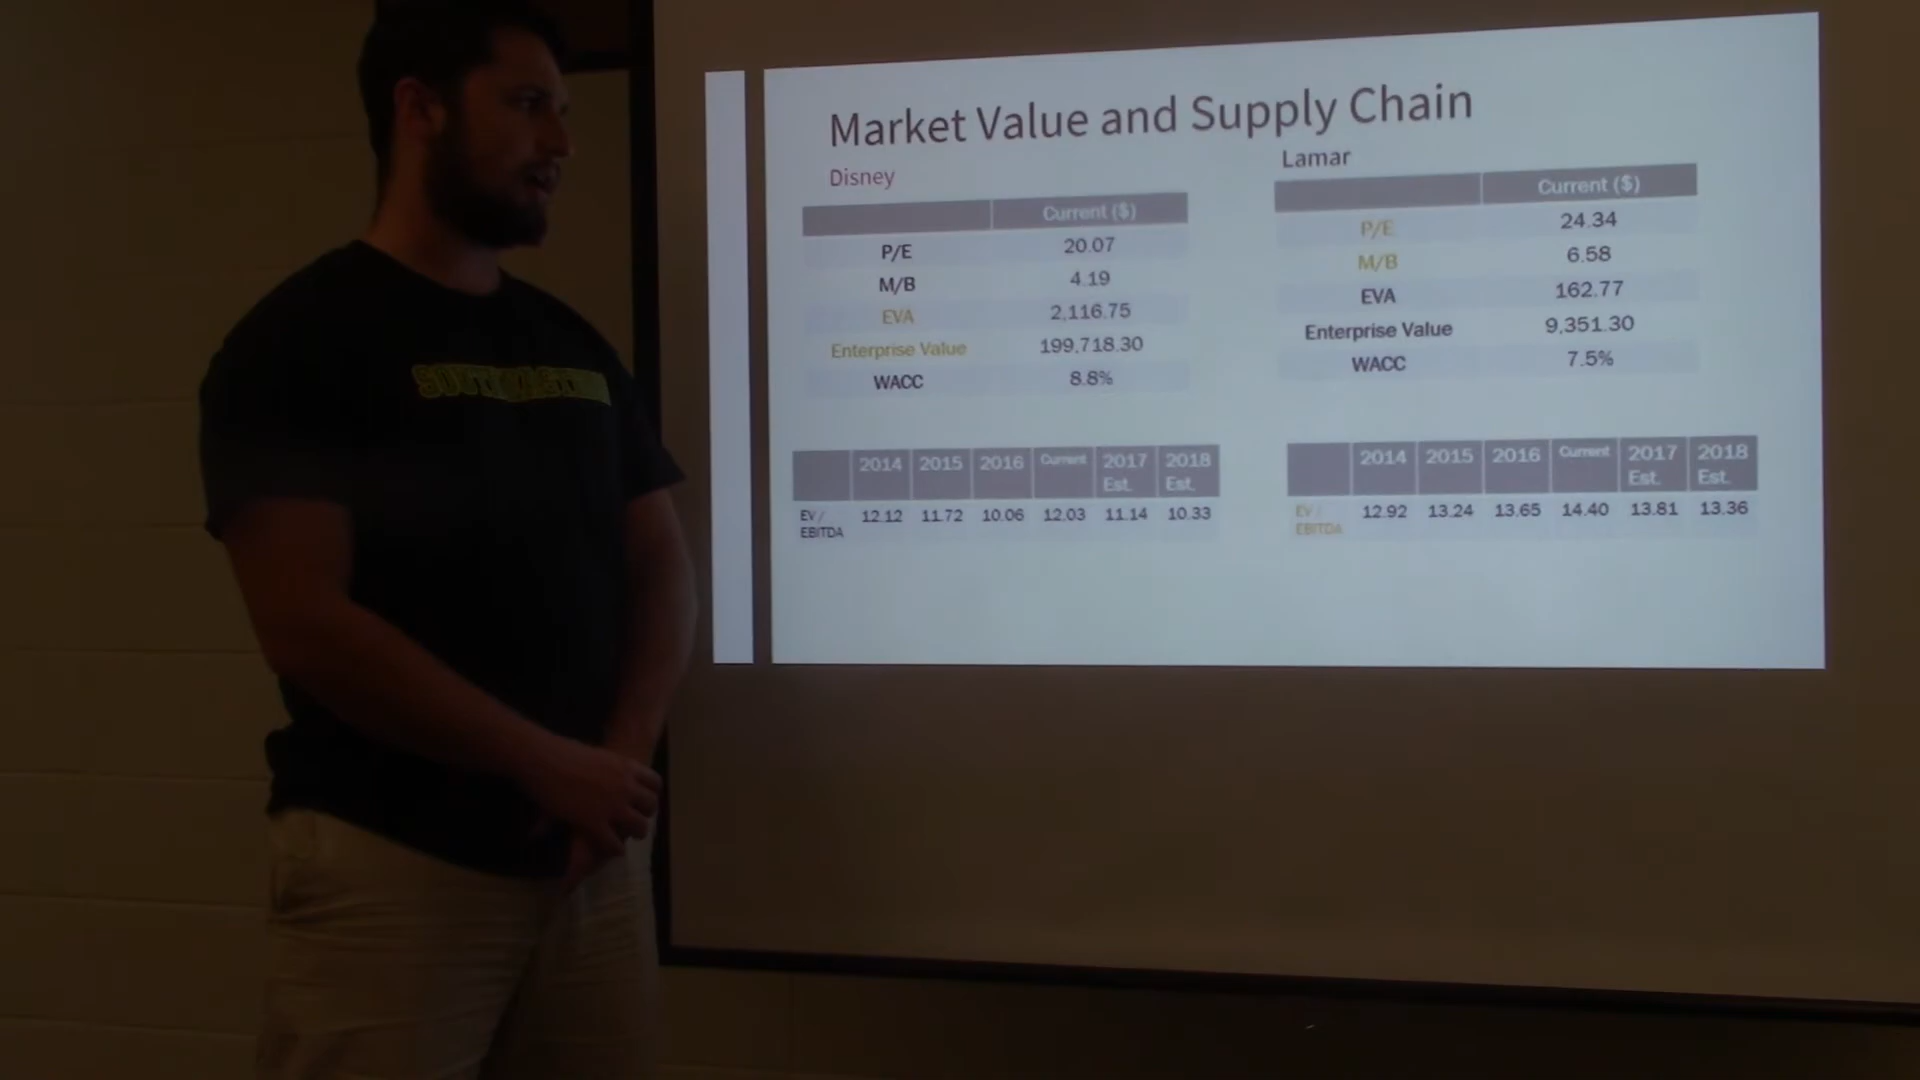 Market Value and Supply Chain
Disney
Current ($)
P/E 20.07
M/B 4.19
EVA 2,116.75
Enterprise Value 199,718.30
WACC 8.8%
2014 2015 2016 Current 2017 Est. 2018 Est.
EV / EBITDA 12.12 11.72 10.06 12.03 11.14 10.33
Lamar
Current ($)
P/E 24.34
M/B 6.58
EVA 162.77
Enterprise Value 9,351.30
WACC 7.5%
2014 2015 2016 Current 2017 Est. 2018 Est.
EV / EBITDA 12.92 13.24 13.65 14.40 13.81 13.36